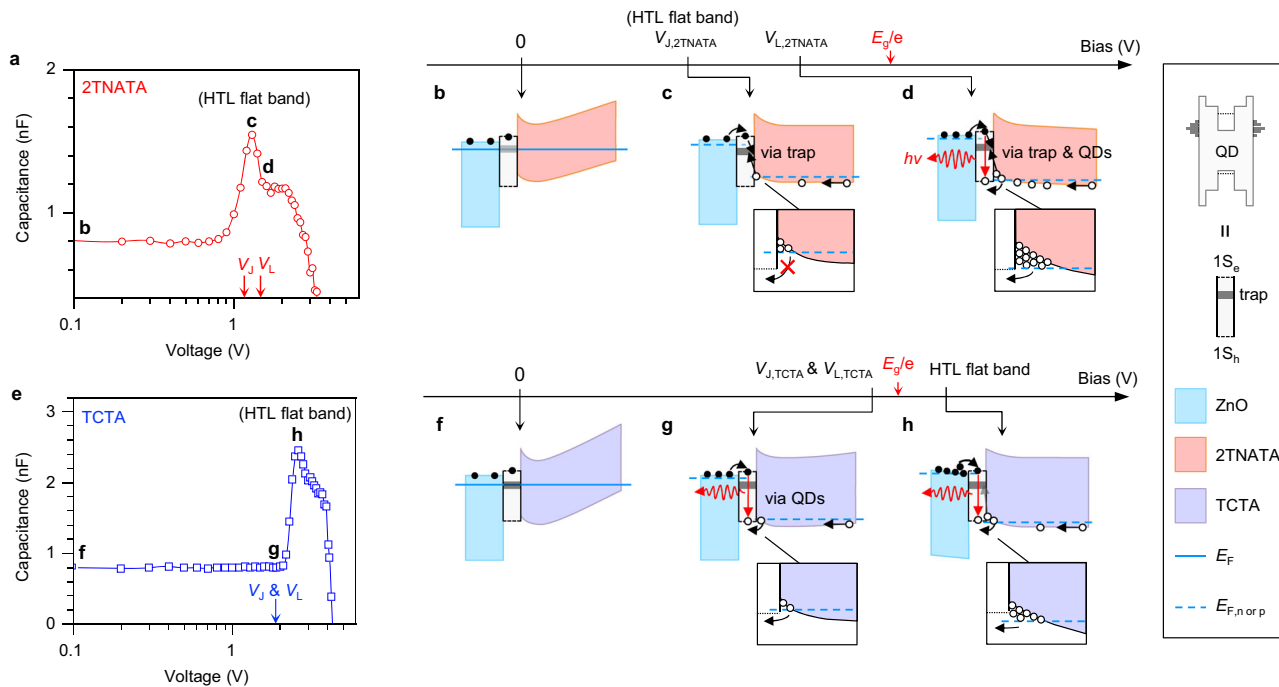 a
2
2TNATA
(HTL flat band)
c
d
b
1
Capacitance (nF)
V_J V_L
0.1
1
Voltage (V)
(HTL flat band)
0
V_J,2TNATA
V_L,2TNATA
E_g/e
Bias (V)
b
c
d
via trap
hν
via trap & QDs
e
3
TCTA
(HTL flat band)
h
2
1
f
g
0
Capacitance (nF)
V_J & V_L
0.1
1
Voltage (V)
0
V_J,TCTA & V_L,TCTA
E_g/e
HTL flat band
Bias (V)
f
g
h
via QDs
QD
=
1S_e
trap
1S_h
ZnO
2TNATA
TCTA
E_F
E_F,n or p